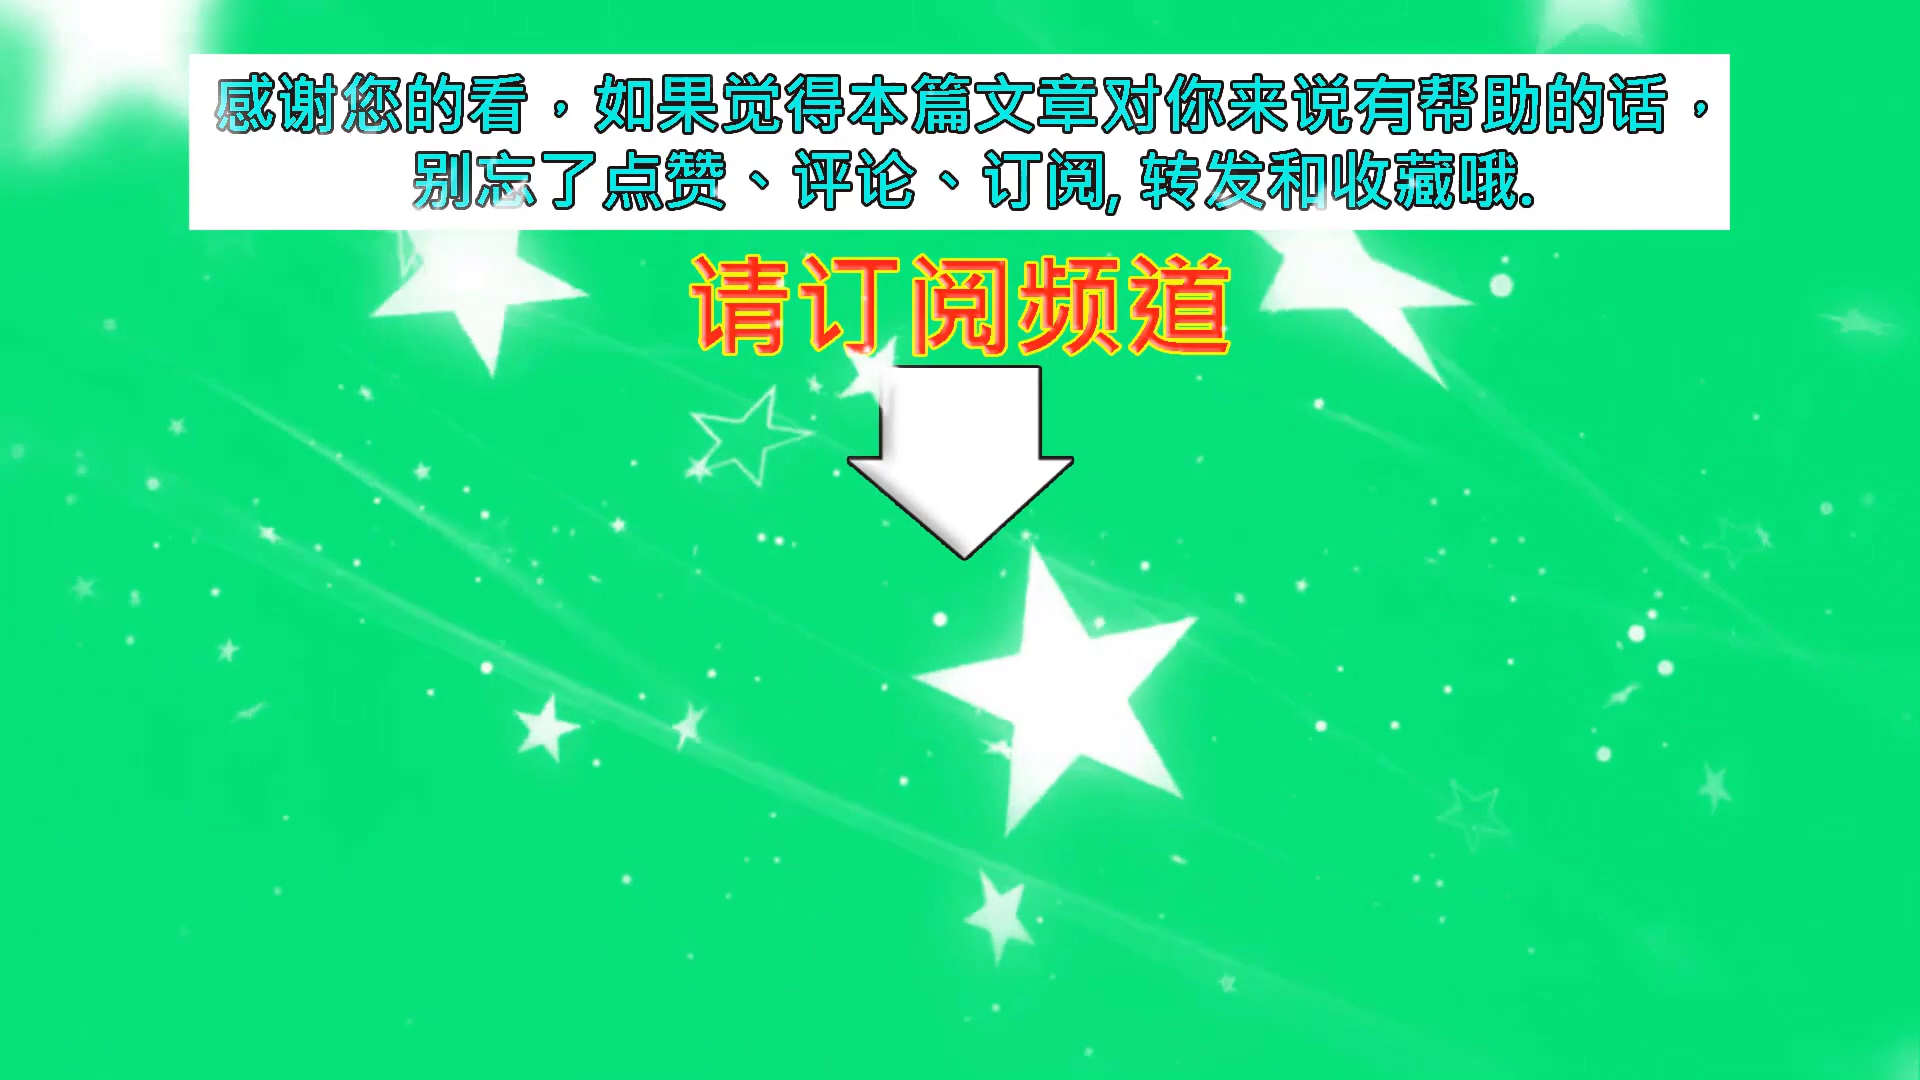 感谢您的看，如果觉得本篇文章对你来说有帮助的话，
别忘了点赞、评论、订阅, 转发和收藏哦.
请订阅频道